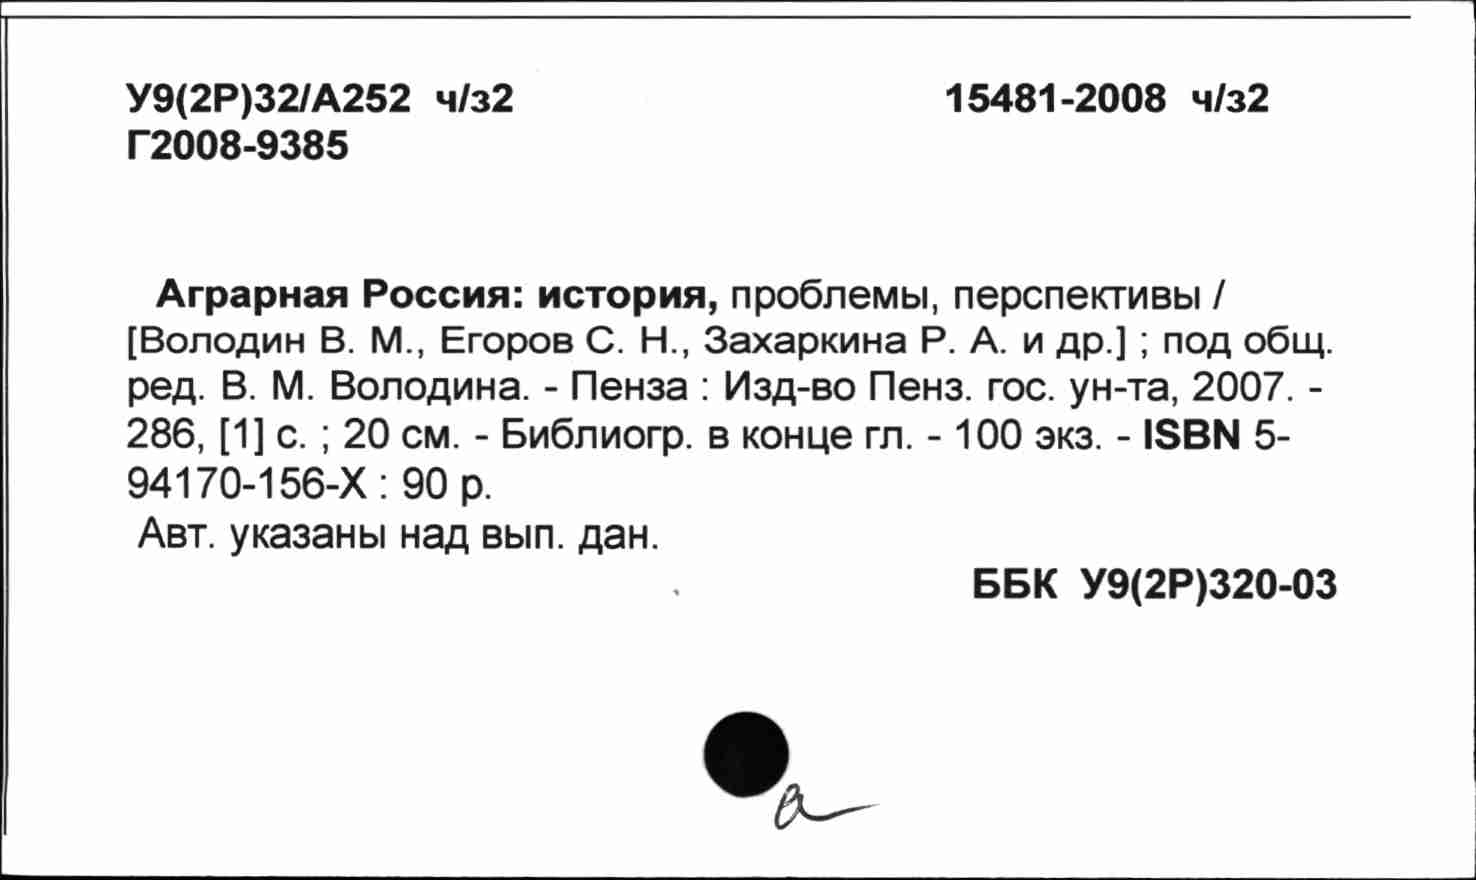 У9(2Р)32/А252 ч/з2 15481-2008 ч/з2
Г2008-9385
Аграрная Россия: история, проблемы, перспективы /
[Володин В. М., Егоров С. Н., Захаркина Р. А. и др.] ; под общ.
ред. В. М. Володина. - Пенза : Изд-во Пенз. гос. ун-та, 2007. -
286, [1] с. ; 20 см. - Библиогр. в конце гл. - 100 экз. - ISBN 5-
94170-156-Х : 90 р.
Авт. указаны над вып. дан.
ББК У9(2Р)320-03
а